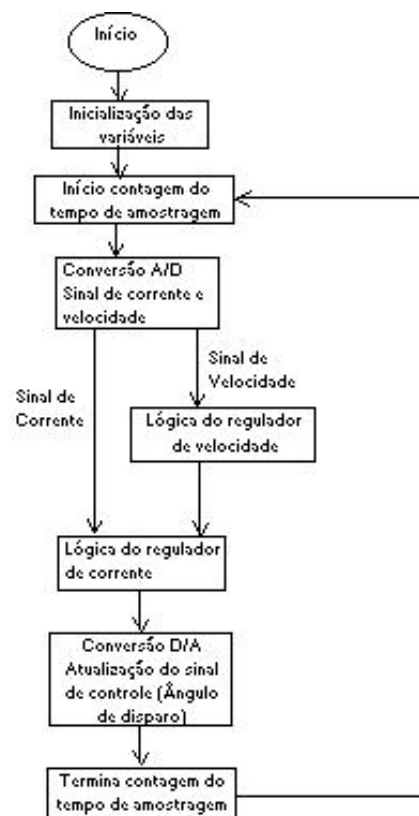 Início
Inicialização das
variáveis
Início contagem do
tempo de amostragem
Conversão A/D
Sinal de corrente e
velocidade
Sinal de
Velocidade
Sinal de
Corrente
Lógica do regulador
de velocidade
Lógica do regulador
de corrente
Conversão D/A
Atualização do sinal
de controle (Ângulo
de disparo)
Termina contagem do
tempo de amostragem